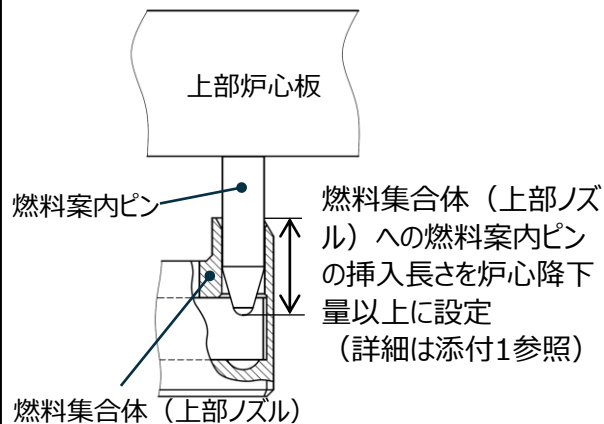 上部炉心板
燃料案内ピン
燃料集合体（上部ノズ
ル）への燃料案内ピン
の挿入長さを炉心降下
量以上に設定
（詳細は添付1参照）
燃料集合体（上部ノズル）